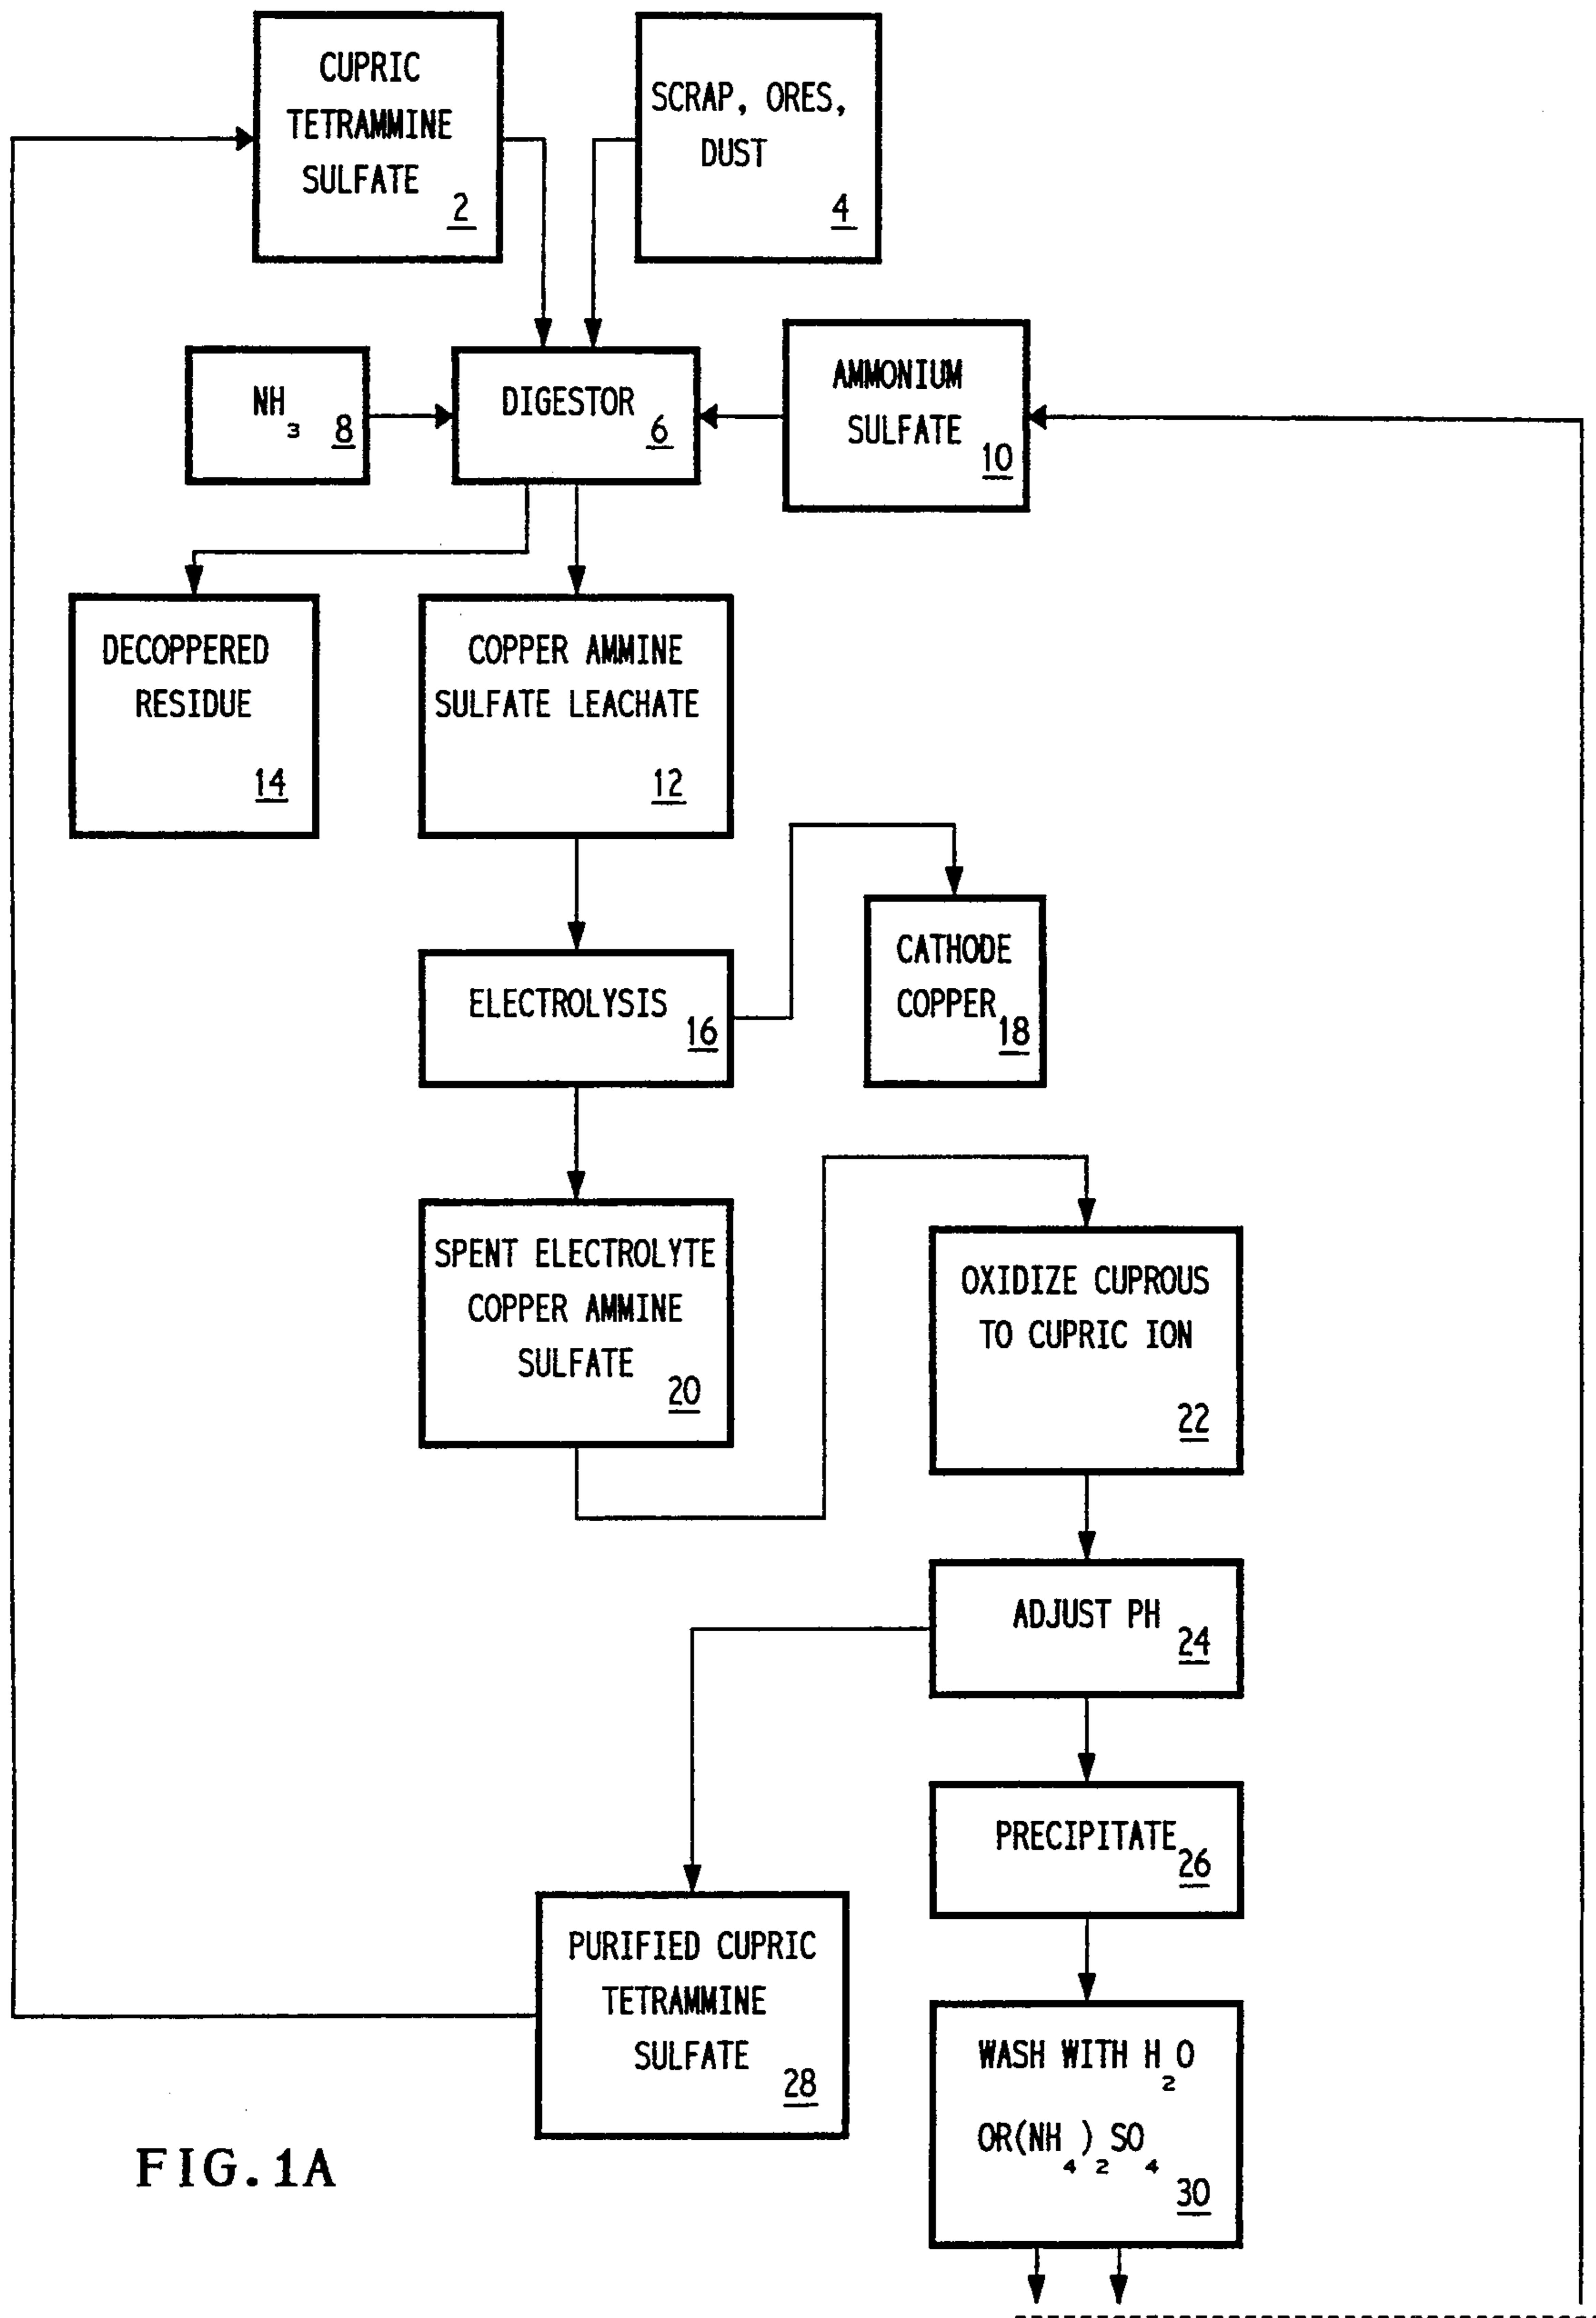 CUPRIC
TETRAMMINE
SULFATE
2
SCRAP, ORES,
DUST
4
NH3
8
DIGESTOR
6
AMMONIUM
SULFATE
10
DECOPPERED
RESIDUE
14
COPPER AMMINE
SULFATE LEACHATE
12
ELECTROLYSIS
16
CATHODE
COPPER
18
SPENT ELECTROLYTE
COPPER AMMINE
SULFATE
20
OXIDIZE CUPROUS
TO CUPRIC ION
22
ADJUST PH
24
PRECIPITATE
26
PURIFIED CUPRIC
TETRAMMINE
SULFATE
28
WASH WITH H2O
OR(NH4)2SO4
30
FIG.1A